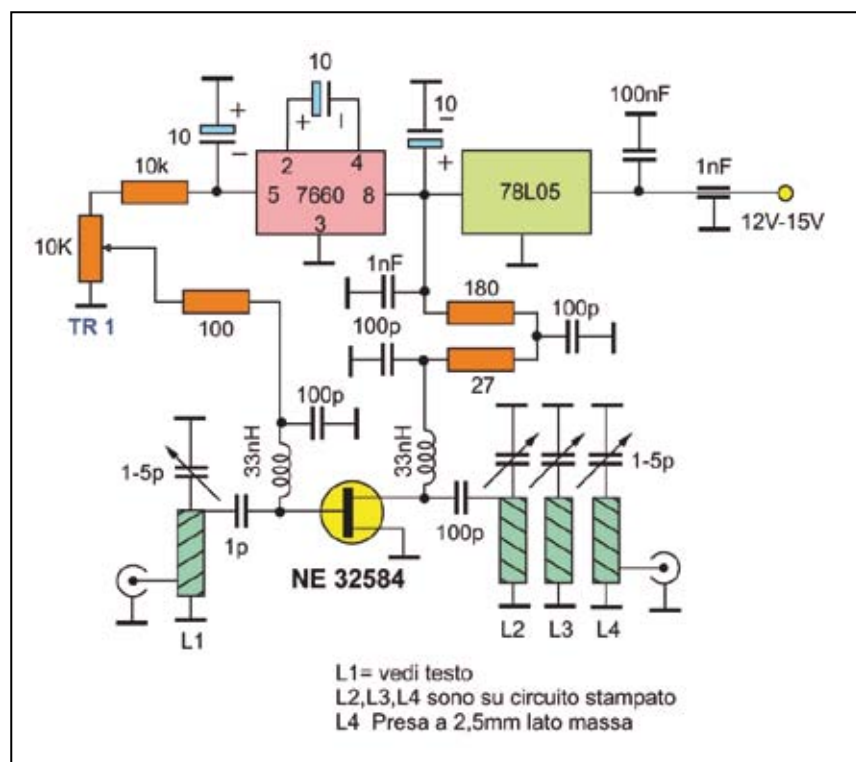 10
+
10
−
+
−
10
−
+
100nF
1nF
12V-15V
10k
2
4
5
7660
8
3
78L05
10K
TR 1
100
1nF
180
100p
100p
27
100p
33nH
33nH
1-5p
1p
NE 32584
100p
1-5p
L1
L2
L3
L4
L1= vedi testo
L2,L3,L4 sono su circuito stampato
L4 Presa a 2,5mm lato massa